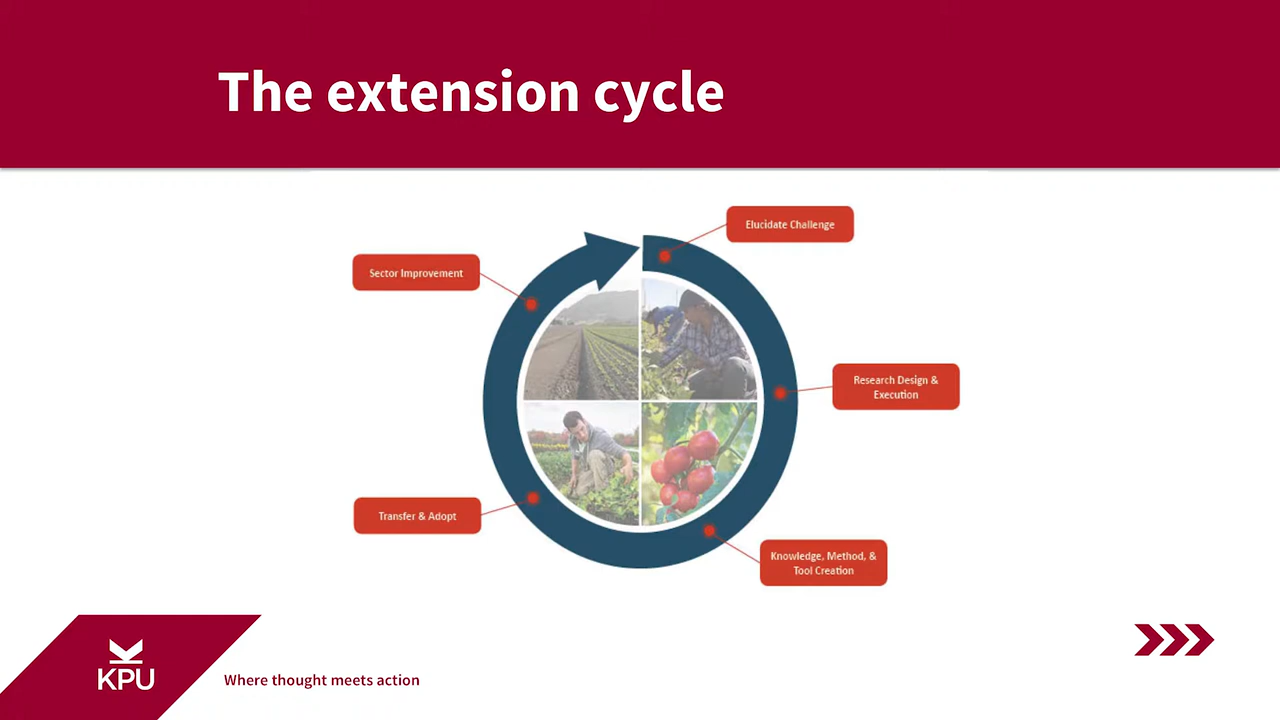 The extension cycle
Elucidate Challenge
Sector Improvement
Research Design &
Execution
Transfer & Adopt
Knowledge, Method, &
Tool Creation
KPU
Where thought meets action